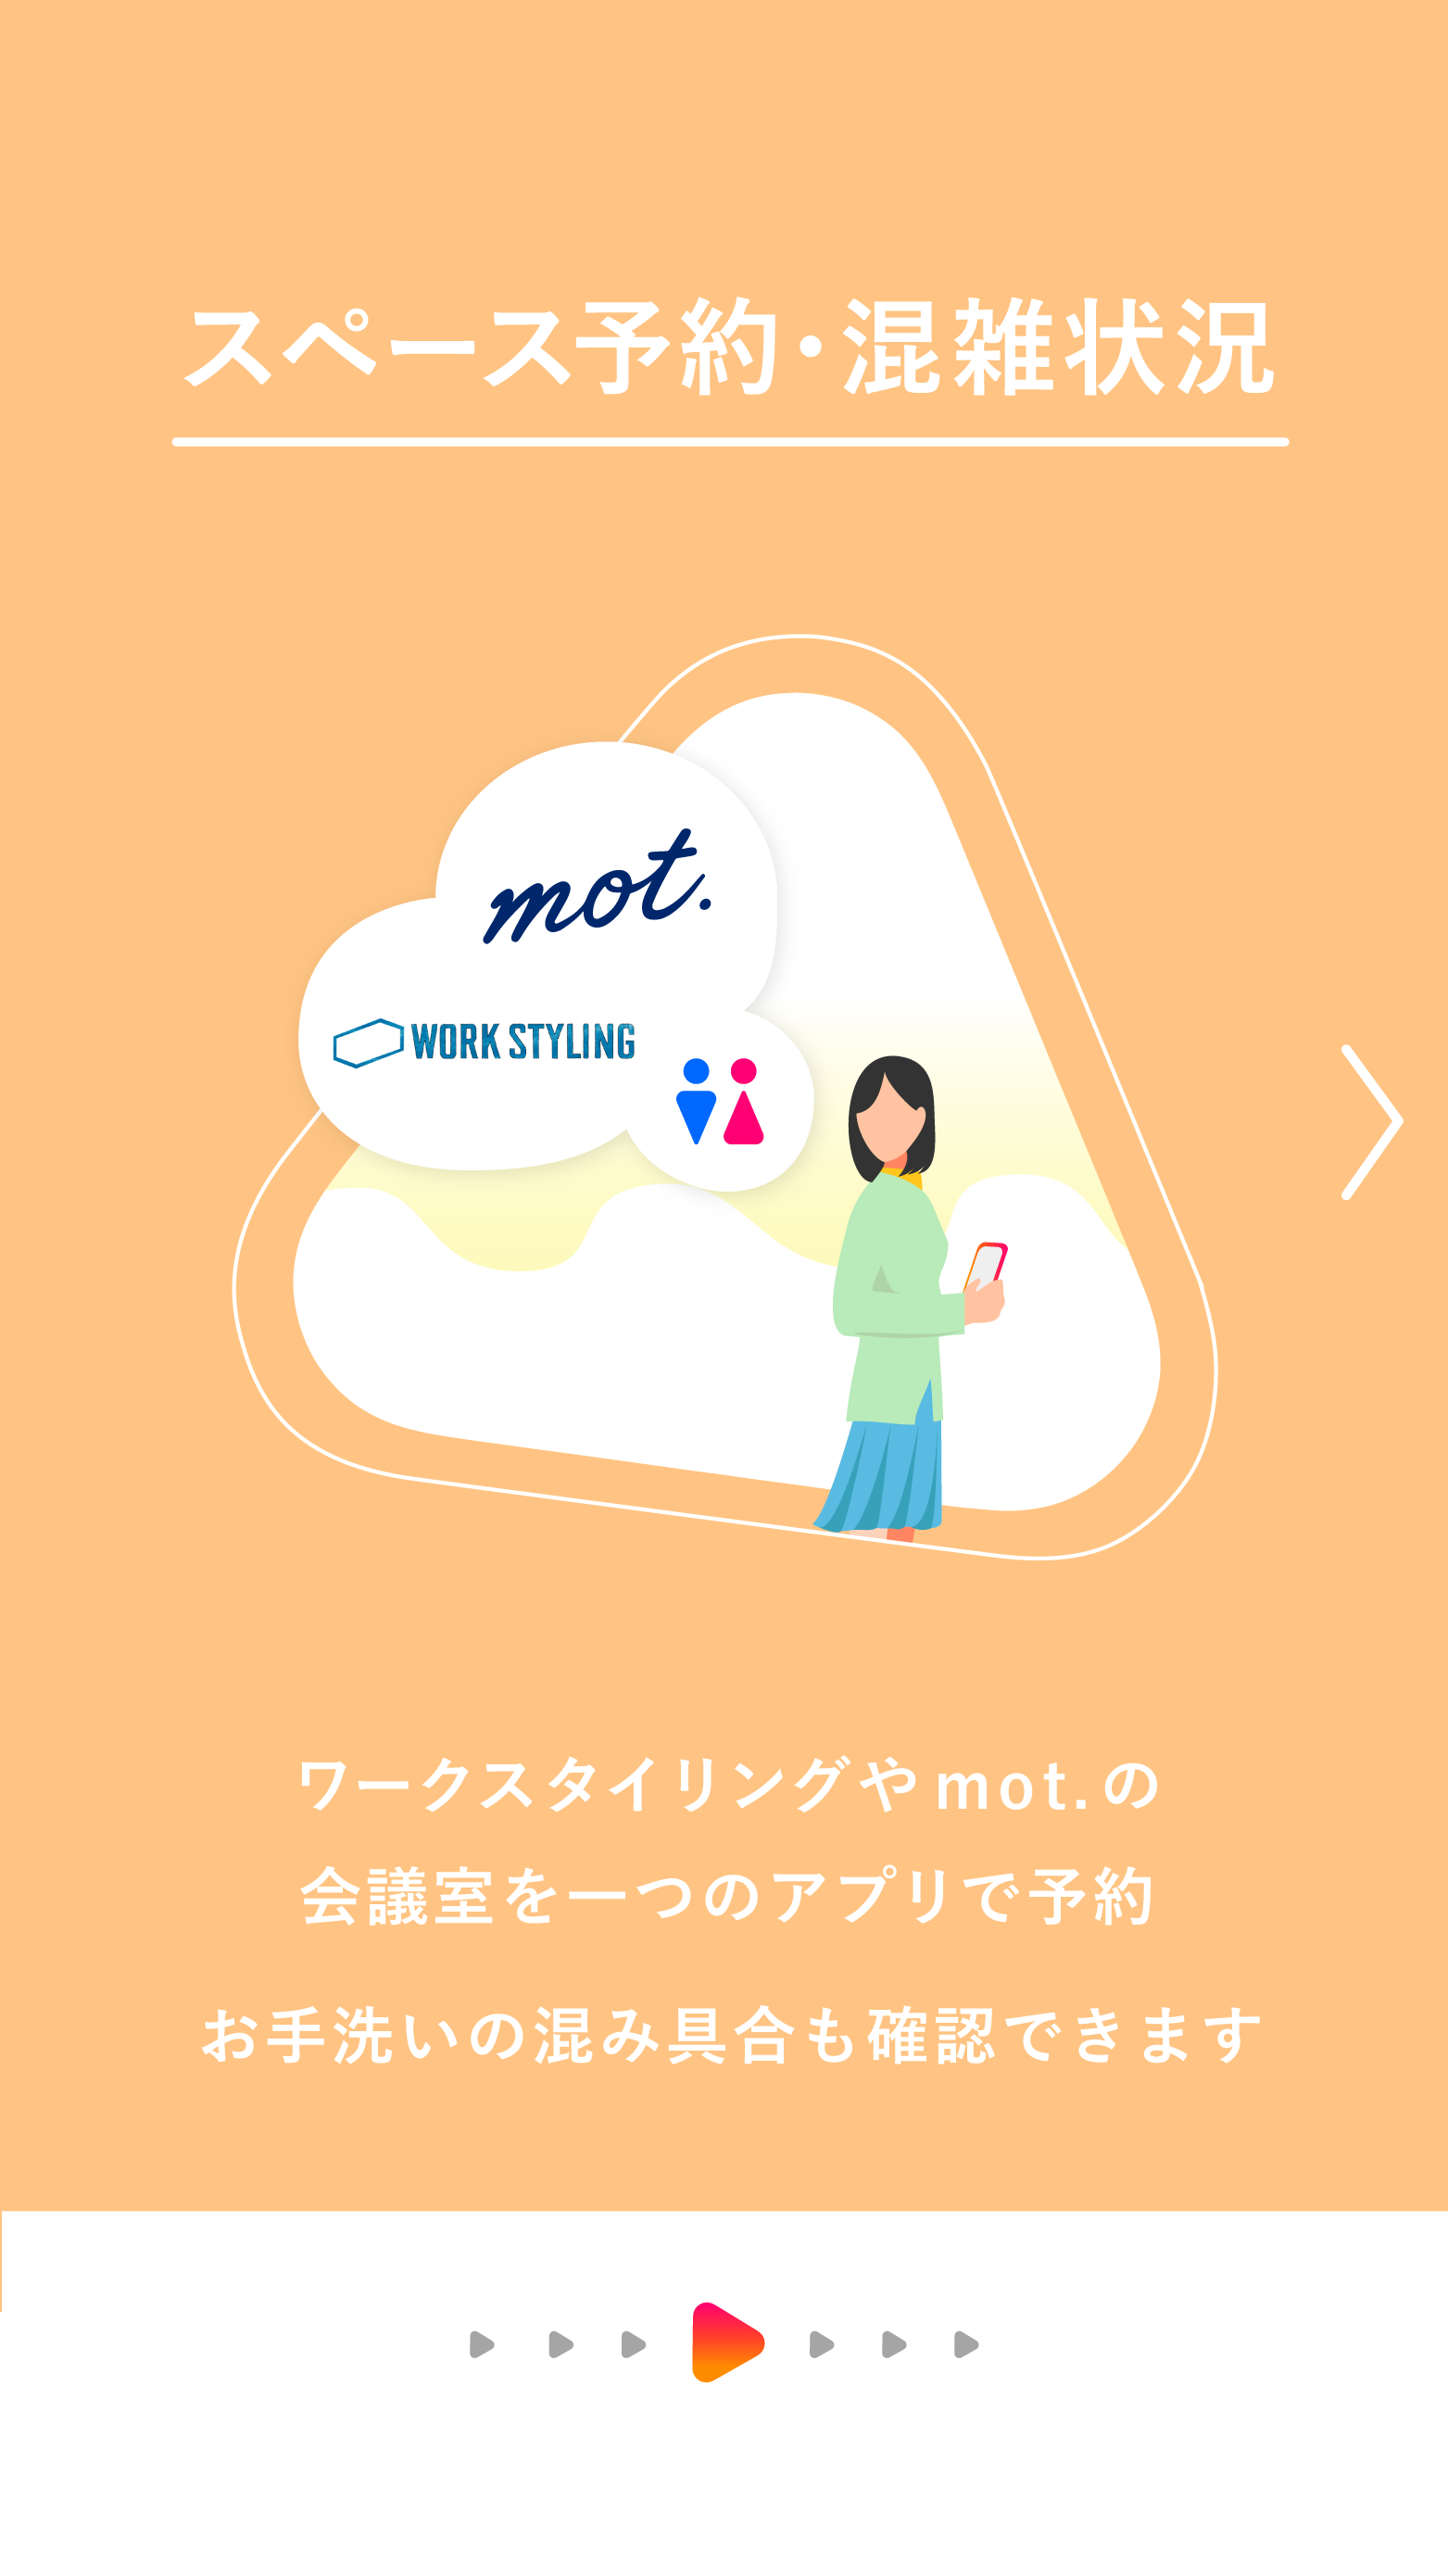 スペース予約・混雑状況
mot.
WORK STYLING
ワークスタイリングやmot.の
会議室を一つのアプリで予約
お手洗いの混み具合も確認できます